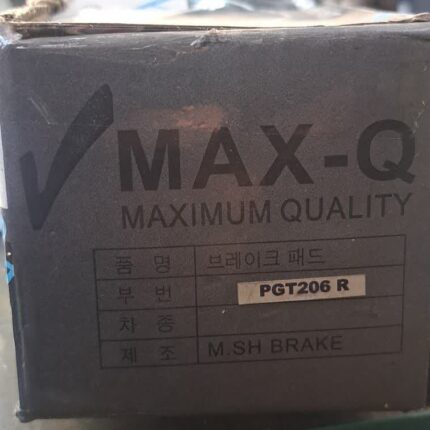 MAX-Q
MAXIMUM QUALITY
품 명 브레이크 패드
부 번 PGT206 R
차 종
제 조 M.SH BRAKE